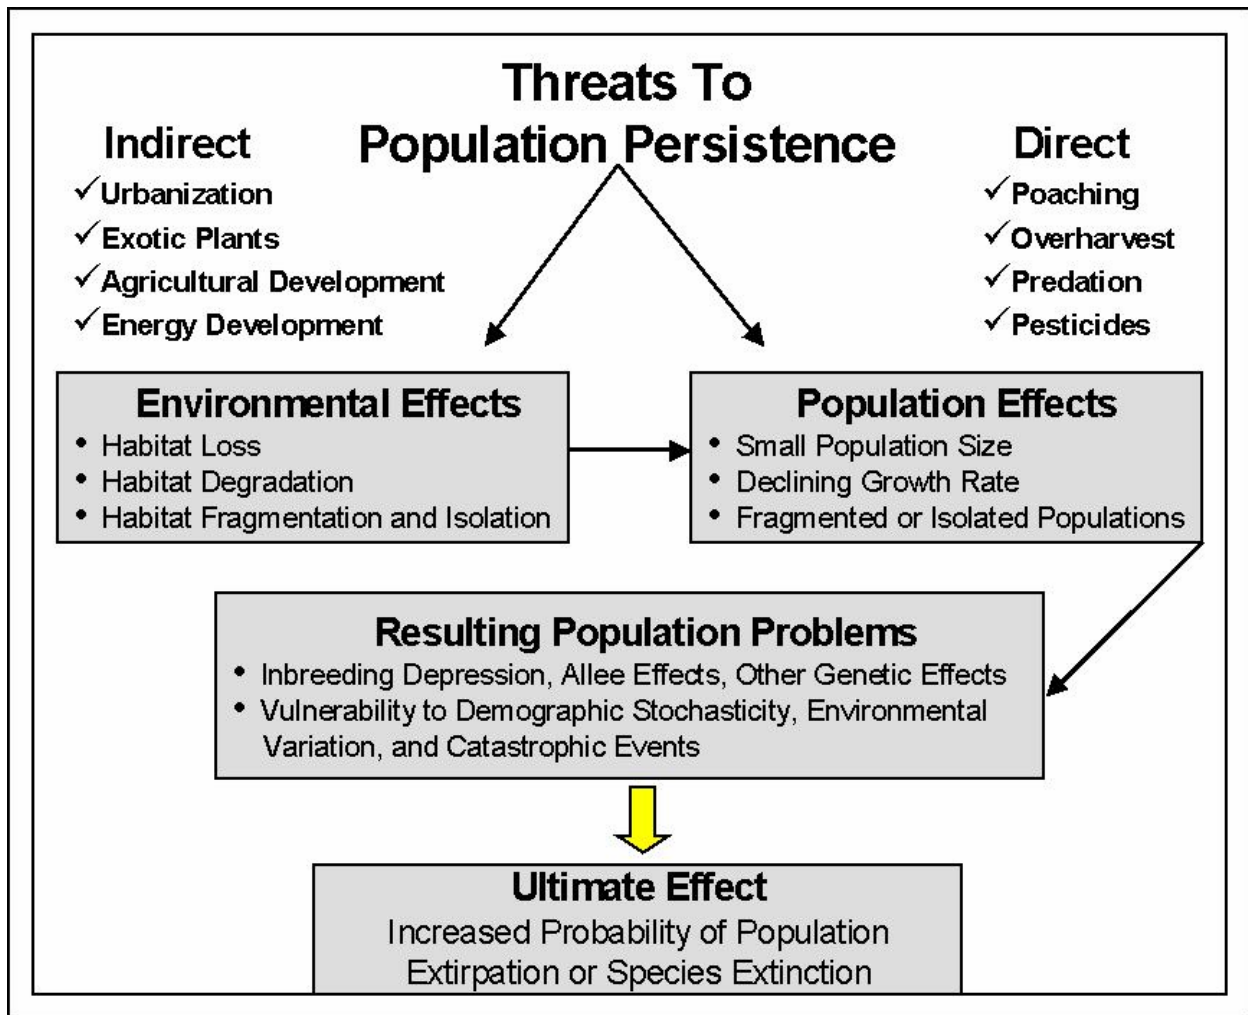 Threats To
Population Persistence
Indirect
✓Urbanization
✓Exotic Plants
✓Agricultural Development
✓Energy Development
Direct
✓Poaching
✓Overharvest
✓Predation
✓Pesticides
Environmental Effects
• Habitat Loss
• Habitat Degradation
• Habitat Fragmentation and Isolation
Population Effects
• Small Population Size
• Declining Growth Rate
• Fragmented or Isolated Populations
Resulting Population Problems
• Inbreeding Depression, Allee Effects, Other Genetic Effects
• Vulnerability to Demographic Stochasticity, Environmental
Variation, and Catastrophic Events
Ultimate Effect
Increased Probability of Population
Extirpation or Species Extinction